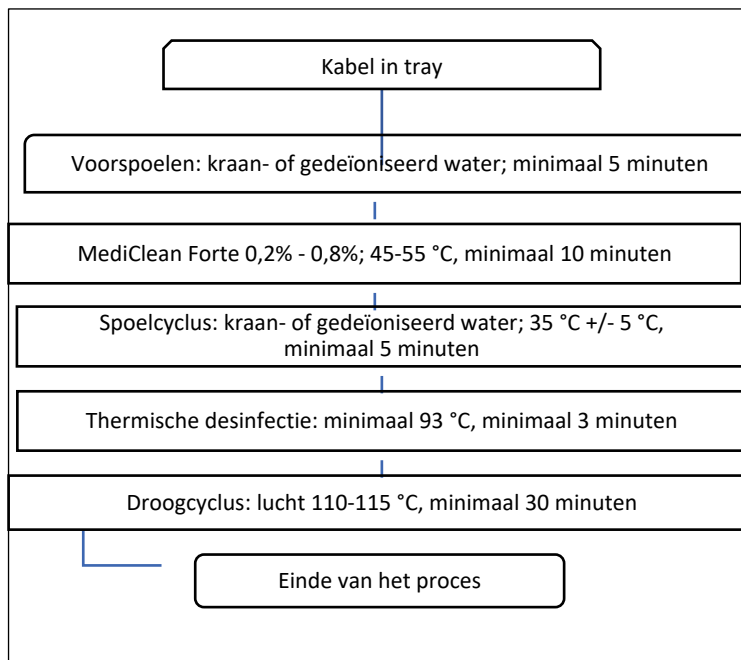 Kabel in tray
Voorspoelen: kraan- of gedeïoniseerd water; minimaal 5 minuten
MediClean Forte 0,2% - 0,8%; 45-55 °C, minimaal 10 minuten
Spoelcyclus: kraan- of gedeïoniseerd water; 35 °C +/- 5 °C,
minimaal 5 minuten
Thermische desinfectie: minimaal 93 °C, minimaal 3 minuten
Droogcyclus: lucht 110-115 °C, minimaal 30 minuten
Einde van het proces